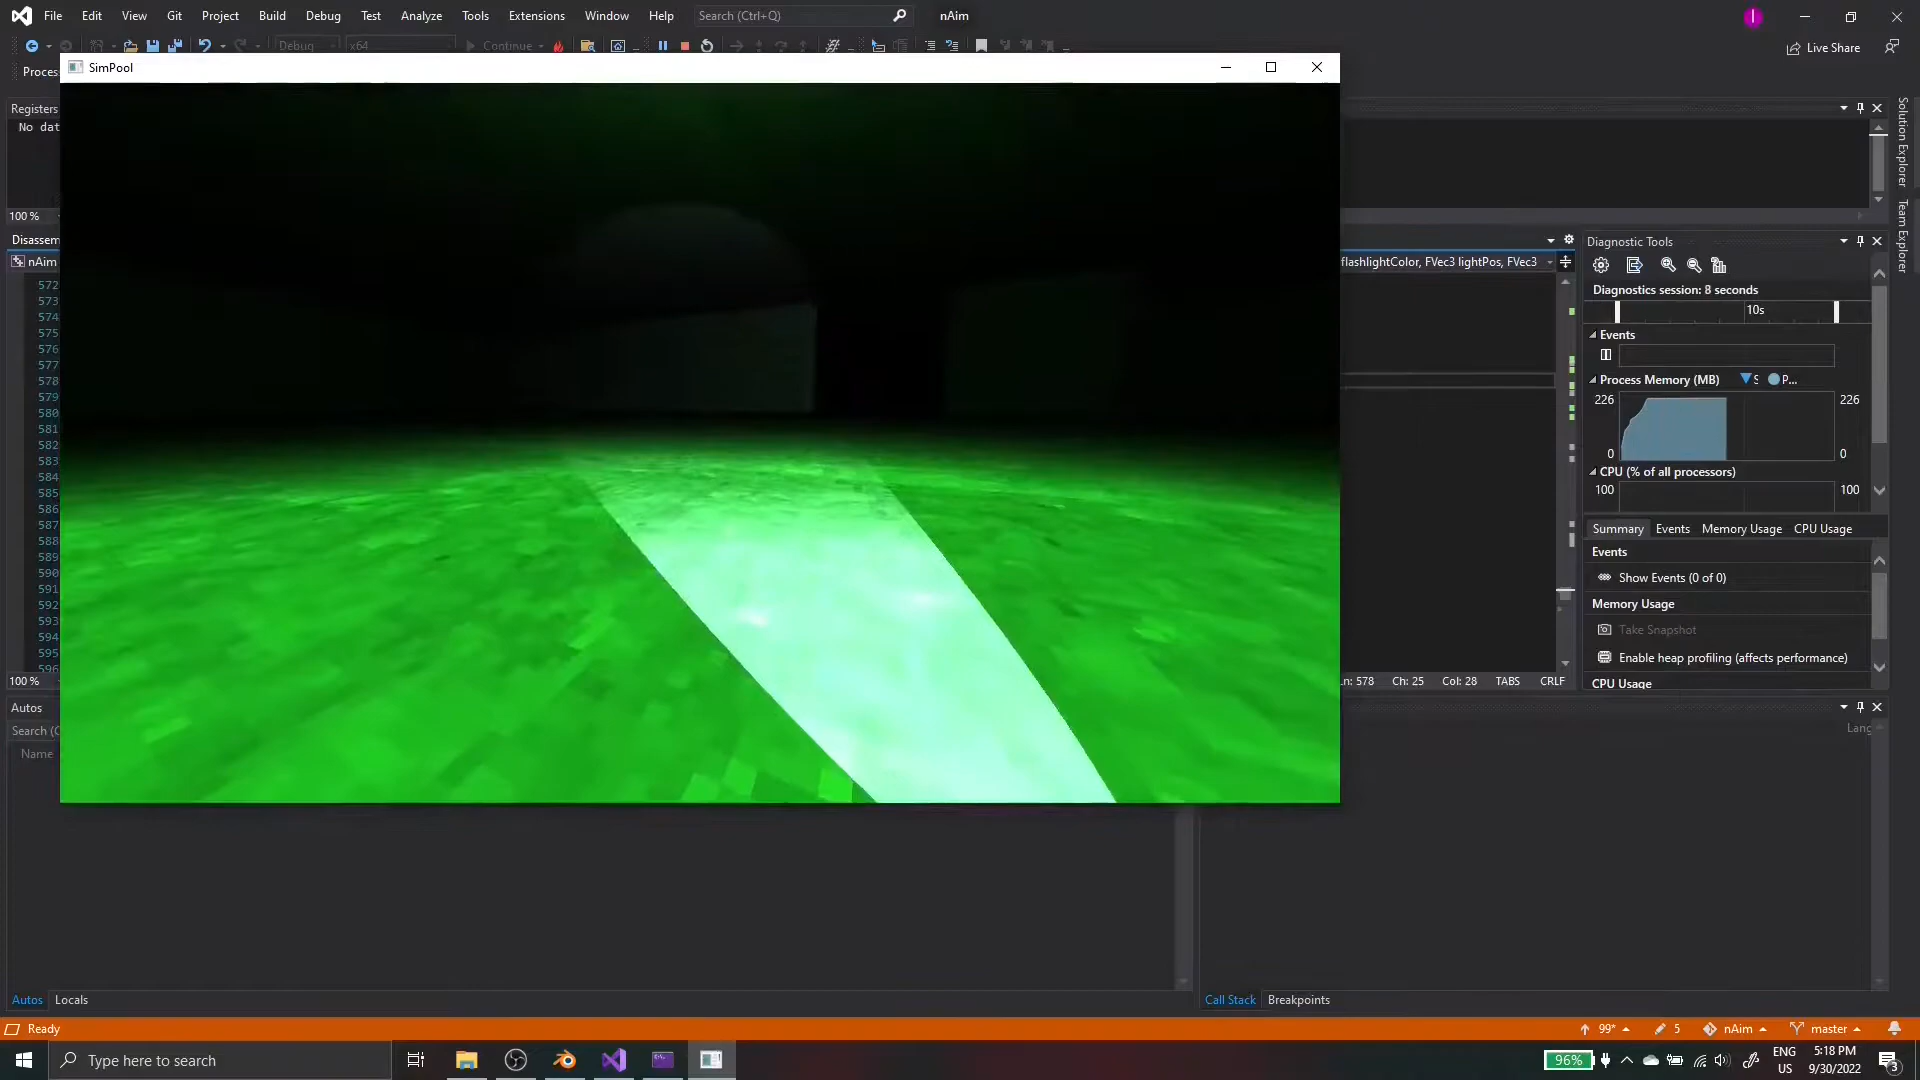 File Edit View Git Project Build Debug Test Analyze Tools Extensions Window Help Search (Ctrl+Q) nAim
Debug x64 Continue Live Share
Proces
SimPool
Registers
No dat
100 %
Disassem
nAim
flashlightColor, FVec3 lightPos, FVec3
572
573
574
575
576
577
578
579
580
581
582
583
584
585
586
587
588
589
590
591
592
593
594
595
596
100 %
Ln: 578 Ch: 25 Col: 28 TABS CRLF
Solution Explorer
Team Explorer
Diagnostic Tools
Diagnostics session: 8 seconds
10s
Events
Process Memory (MB) S P...
226 226
0 0
CPU (% of all processors)
100 100
Summary Events Memory Usage CPU Usage
Events
Show Events (0 of 0)
Memory Usage
Take Snapshot
Enable heap profiling (affects performance)
CPU Usage
Autos
Search (C
Name
Lang
Autos Locals
Call Stack Breakpoints
Ready
99* 5 nAim master
Type here to search
96%
ENG
US
5:18 PM
9/30/2022
3